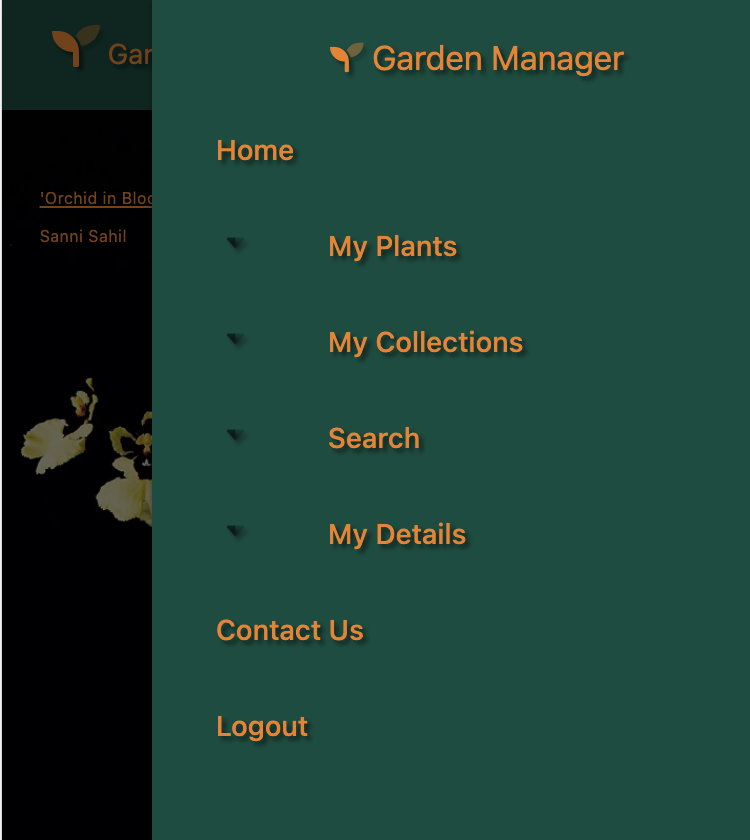 Gar
Garden Manager
Home
'Orchid in Bloo
Sanni Sahil
My Plants
My Collections
Search
My Details
Contact Us
Logout